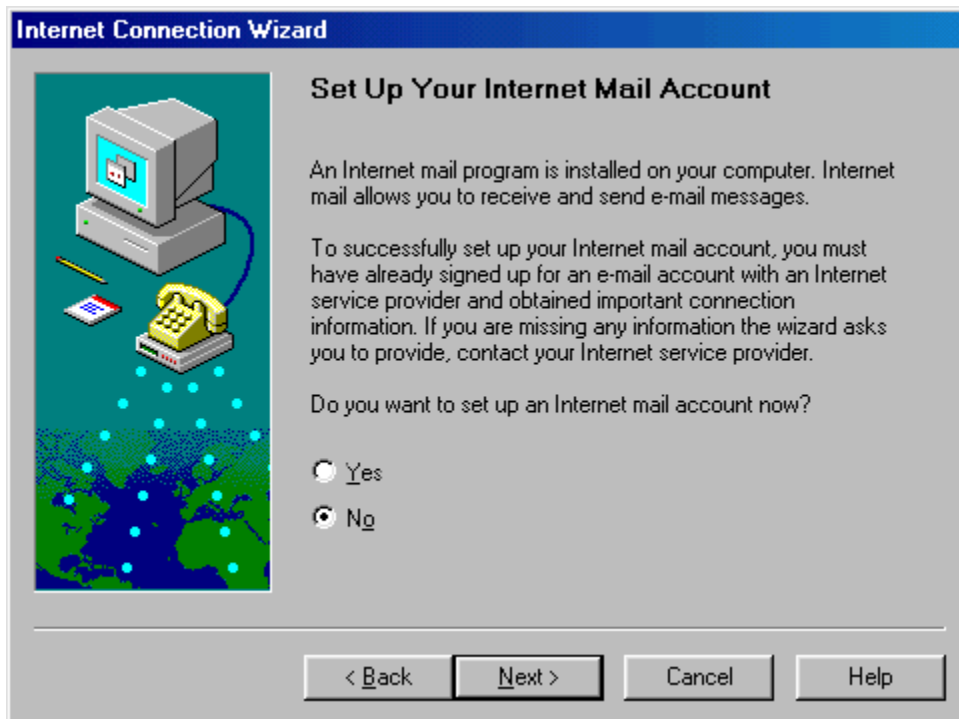 Internet Connection Wizard
Set Up Your Internet Mail Account
An Internet mail program is installed on your computer. Internet
mail allows you to receive and send e-mail messages.
To successfully set up your Internet mail account, you must
have already signed up for an e-mail account with an Internet
service provider and obtained important connection
information. If you are missing any information the wizard asks
you to provide, contact your Internet service provider.
Do you want to set up an Internet mail account now?
Yes
No
< Back Next > Cancel Help